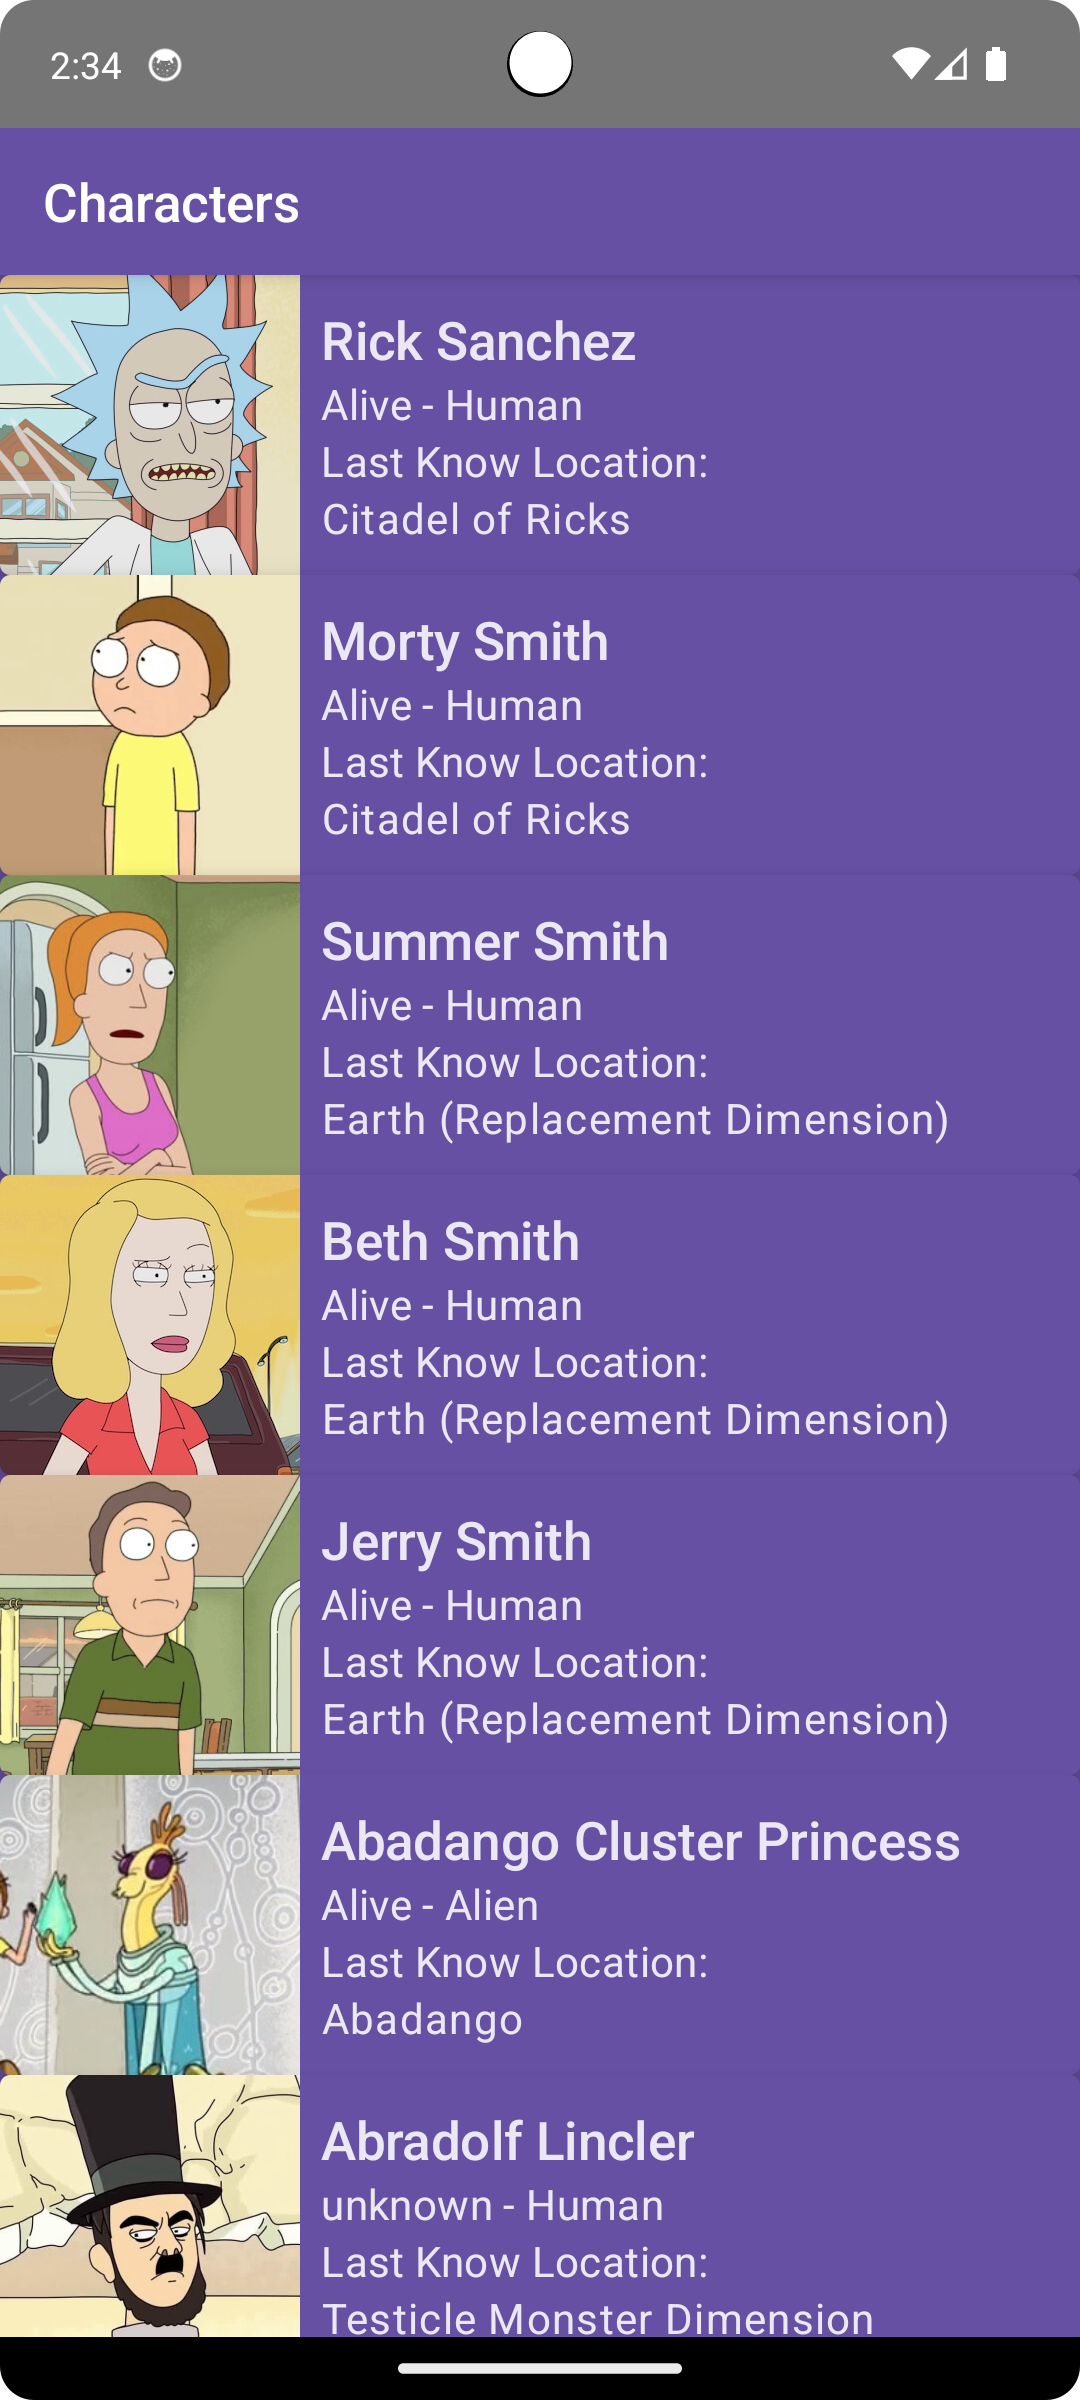 2:34
Characters
Rick Sanchez
Alive - Human
Last Know Location:
Citadel of Ricks
Morty Smith
Alive - Human
Last Know Location:
Citadel of Ricks
Summer Smith
Alive - Human
Last Know Location:
Earth (Replacement Dimension)
Beth Smith
Alive - Human
Last Know Location:
Earth (Replacement Dimension)
Jerry Smith
Alive - Human
Last Know Location:
Earth (Replacement Dimension)
Abadango Cluster Princess
Alive - Alien
Last Know Location:
Abadango
Abradolf Lincler
unknown - Human
Last Know Location:
Testicle Monster Dimension